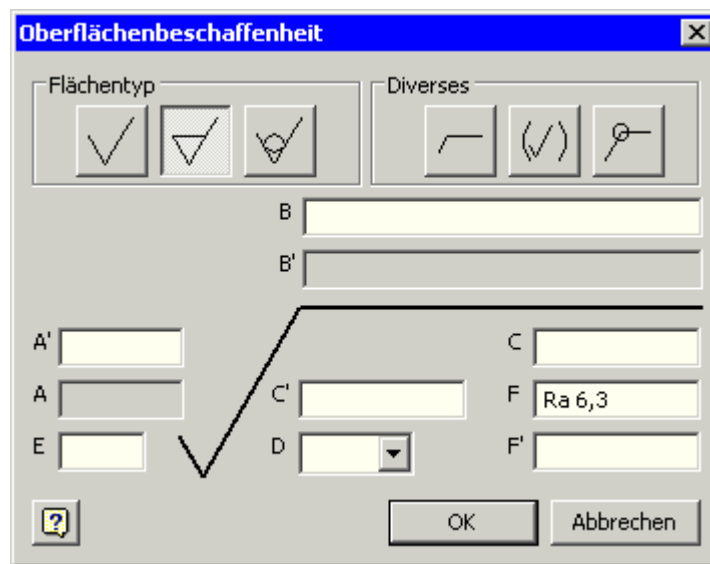 Oberflächenbeschaffenheit
Flächentyp
Diverses
B
B'
A'
C
A
C'
F
Ra 6,3
E
D
F'
OK
Abbrechen